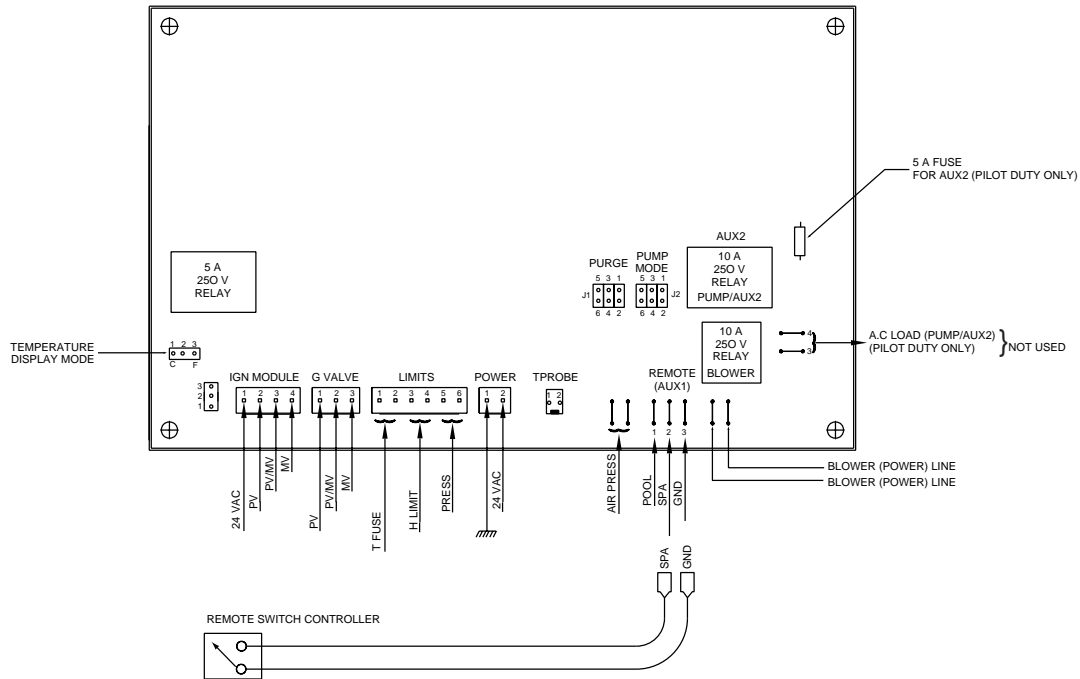 5 A FUSE
FOR AUX2 (PILOT DUTY ONLY)
AUX2
5 A
25O V
RELAY
PURGE
PUMP
MODE
5 3 1
J1
6 4 2
5 3 1
J2
6 4 2
10 A
25O V
RELAY
PUMP/AUX2
TEMPERATURE
DISPLAY MODE
1 2 3
C F
10 A
25O V
RELAY
BLOWER
4
3
A.C LOAD (PUMP/AUX2)
(PILOT DUTY ONLY)
NOT USED
3
2
1
IGN MODULE
1 2 3 4
G VALVE
1 2 3
LIMITS
1 2 3 4 5 6
POWER
1 2
TPROBE
1 2
REMOTE
(AUX1)
1 2 3
24 VAC
PV
PV/MV
MV
PV
PV/MV
MV
T FUSE
H LIMIT
PRESS
24 VAC
AIR PRESS
POOL
SPA
GND
BLOWER (POWER) LINE
BLOWER (POWER) LINE
SPA
GND
REMOTE SWITCH CONTROLLER